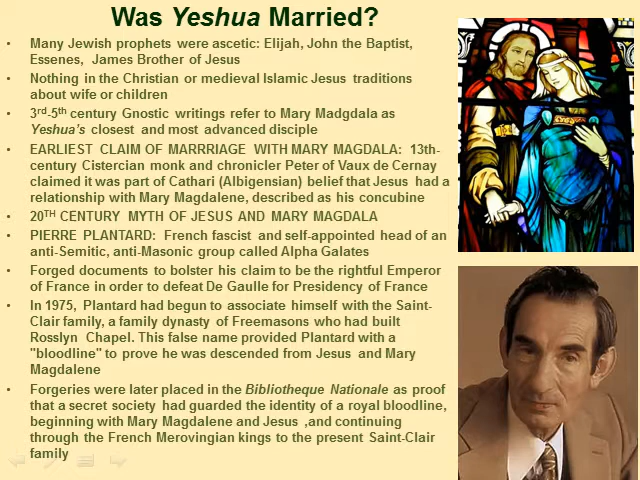 Was Yeshua Married?
• Many Jewish prophets were ascetic: Elijah, John the Baptist,
Essenes, James Brother of Jesus
• Nothing in the Christian or medieval Islamic Jesus traditions
about wife or children
• 3rd-5th century Gnostic writings refer to Mary Madgdala as
Yeshua's closest and most advanced disciple
• EARLIEST CLAIM OF MARRRIAGE WITH MARY MAGDALA: 13th-
century Cistercian monk and chronicler Peter of Vaux de Cernay
claimed it was part of Cathari (Albigensian) belief that Jesus had a
relationship with Mary Magdalene, described as his concubine
• 20TH CENTURY MYTH OF JESUS AND MARY MAGDALA
• PIERRE PLANTARD: French fascist and self-appointed head of an
anti-Semitic, anti-Masonic group called Alpha Galates
• Forged documents to bolster his claim to be the rightful Emperor
of France in order to defeat De Gaulle for Presidency of France
• In 1975, Plantard had begun to associate himself with the Saint-
Clair family, a family dynasty of Freemasons who had built
Rosslyn Chapel. This false name provided Plantard with a
"bloodline" to prove he was descended from Jesus and Mary
Magdalene
• Forgeries were later placed in the Bibliotheque Nationale as proof
that a secret society had guarded the identity of a royal bloodline,
beginning with Mary Magdalene and Jesus ,and continuing
through the French Merovingian kings to the present Saint-Clair
family